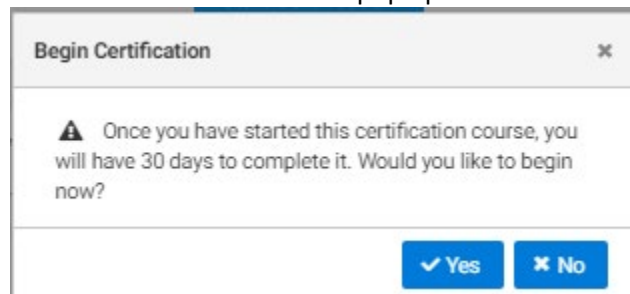 Begin Certification
Once you have started this certification course, you
will have 30 days to complete it. Would you like to begin
now?
Yes
No